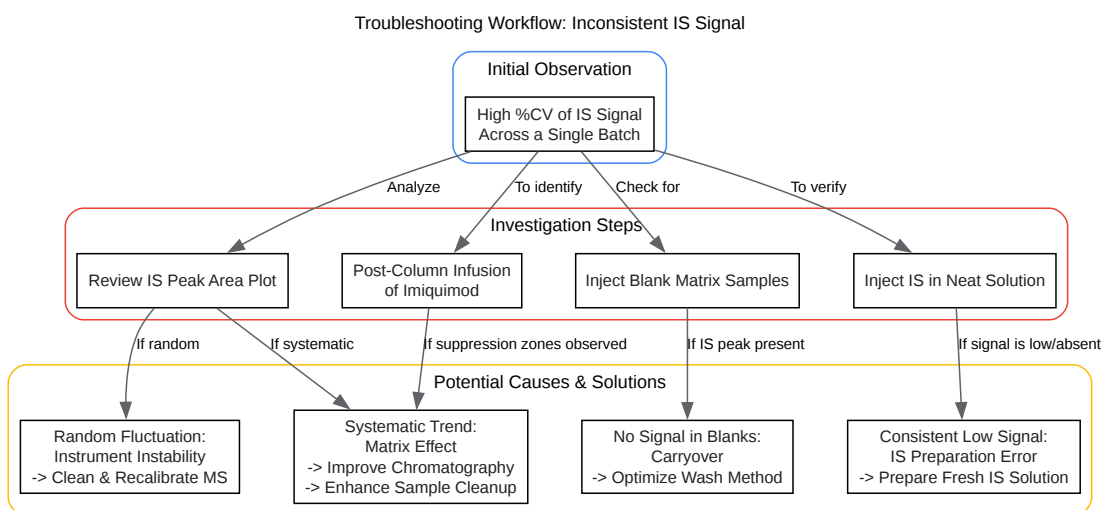 Troubleshooting Workflow: Inconsistent IS Signal
Initial Observation
High %CV of IS Signal
Across a Single Batch
Analyze
To identify
Check for
To verify
Investigation Steps
Review IS Peak Area Plot
Post-Column Infusion
of Imiquimod
Inject Blank Matrix Samples
Inject IS in Neat Solution
If random
If systematic
If suppression zones observed
If IS peak present
If signal is low/absent
Potential Causes & Solutions
Random Fluctuation:
Instrument Instability
-> Clean & Recalibrate MS
Systematic Trend:
Matrix Effect
-> Improve Chromatography
-> Enhance Sample Cleanup
No Signal in Blanks:
Carryover
-> Optimize Wash Method
Consistent Low Signal:
IS Preparation Error
-> Prepare Fresh IS Solution